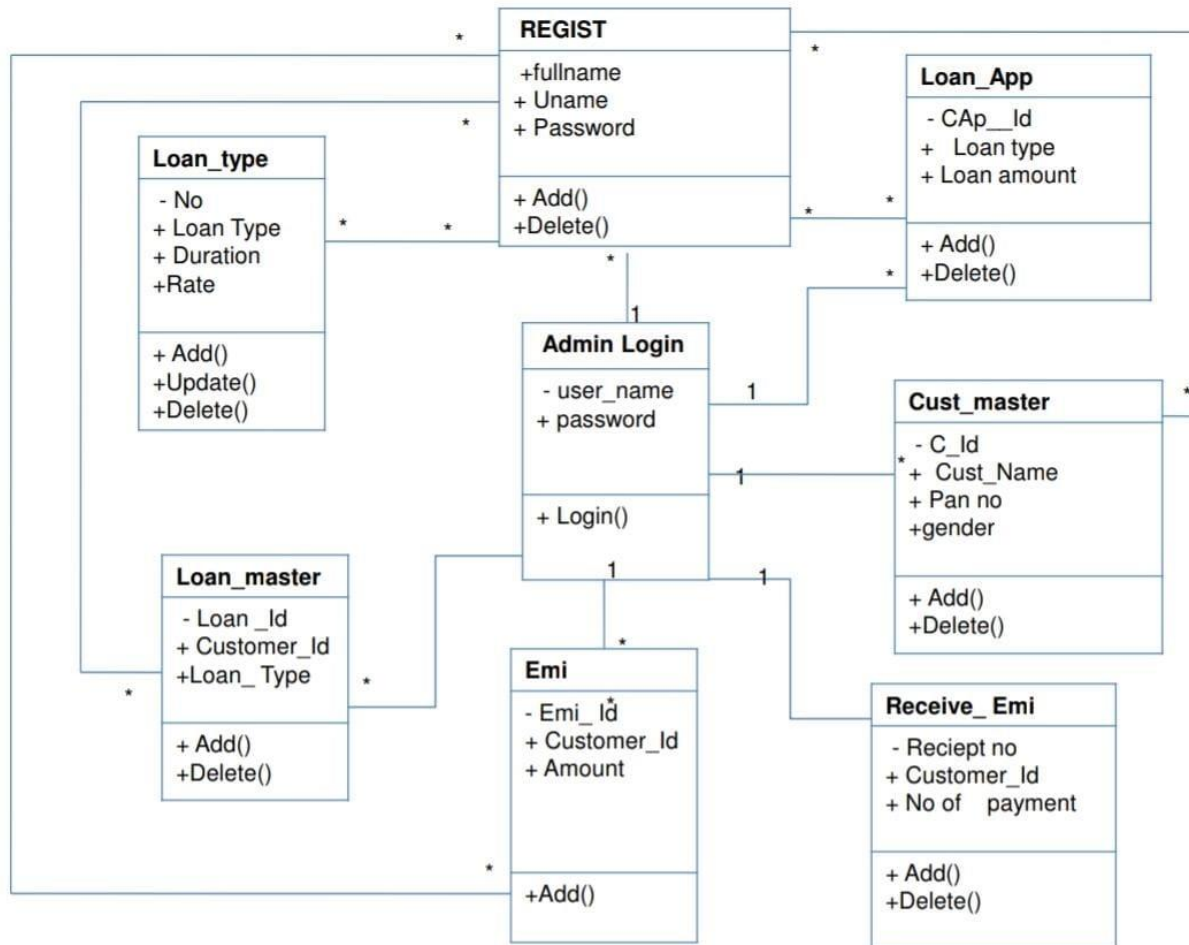 REGIST
+fullname
+ Uname
+ Password
+ Add()
+Delete()
*
*
*
*
*
*
*
*
Loan_App
- CAp__Id
+ Loan type
+ Loan amount
+ Add()
+Delete()
*
Loan_type
- No
+ Loan Type
+ Duration
+Rate
+ Add()
+Update()
+Delete()
1
Admin Login
- user_name
+ password
+ Login()
1
1
1
1
*
*
Cust_master
- C_Id
+ Cust_Name
+ Pan no
+gender
+ Add()
+Delete()
Loan_master
- Loan _Id
+ Customer_Id
+Loan_ Type
+ Add()
+Delete()
*
*
*
Emi
*
- Emi_ Id
+ Customer_Id
+ Amount
+Add()
*
Receive_ Emi
- Reciept no
+ Customer_Id
+ No of payment
+ Add()
+Delete()